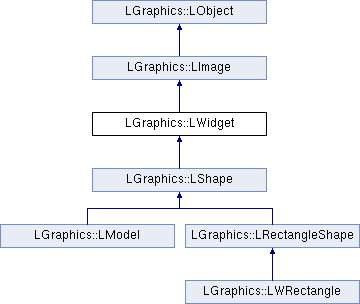 LGraphics::LObject
LGraphics::LImage
LGraphics::LWidget
LGraphics::LShape
LGraphics::LModel
LGraphics::LRectangleShape
LGraphics::LWRectangle